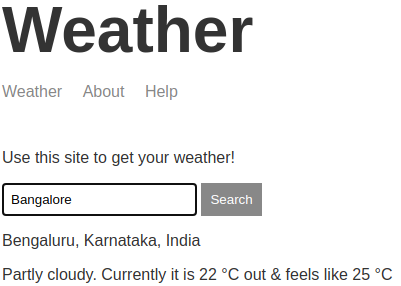 Weather
Weather About Help
Use this site to get your weather!
Bangalore Search
Bengaluru, Karnataka, India
Partly cloudy. Currently it is 22 °C out & feels like 25 °C